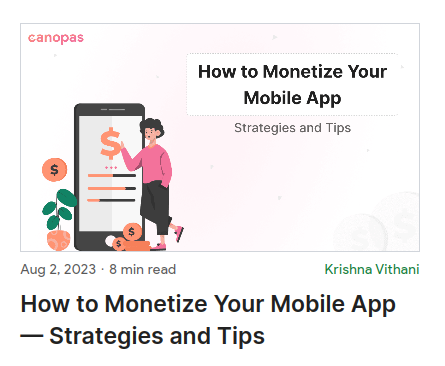 canopas
How to Monetize Your
Mobile App
Strategies and Tips
$
$
$
$
Aug 2, 2023 · 8 min read
Krishna Vithani
How to Monetize Your Mobile App
— Strategies and Tips